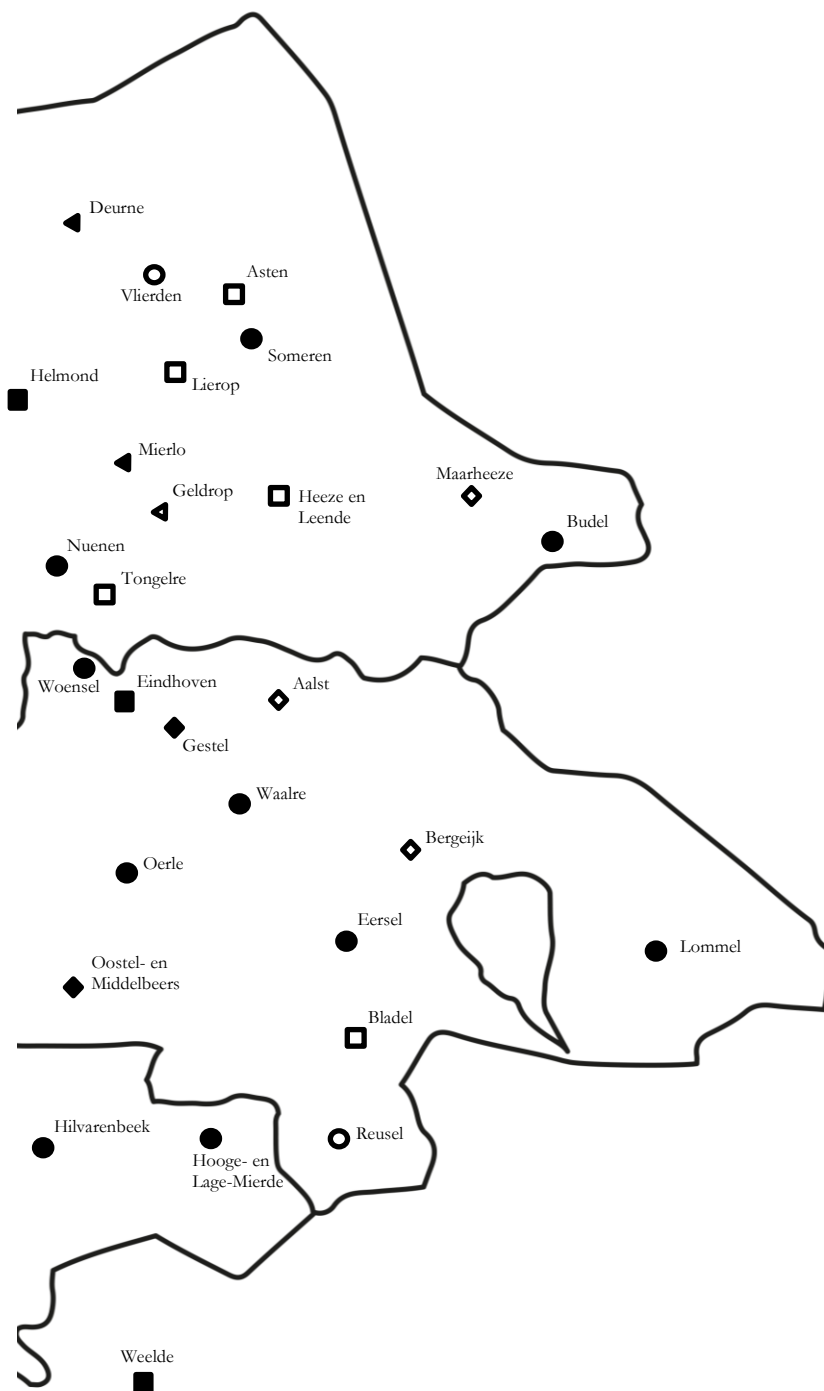 Deurne
Vlierden
Asten
Someren
Helmond
Lierop
Mierlo
Geldrop
Heeze en
Leende
Maarheeze
Budel
Nuenen
Tongelre
Woensel
Eindhoven
Aalst
Gestel
Waalre
Bergeijk
Oerle
Eersel
Lommel
Oostel- en
Middelbeers
Bladel
Hilvarenbeek
Hooge- en
Lage-Mierde
Reusel
Weelde